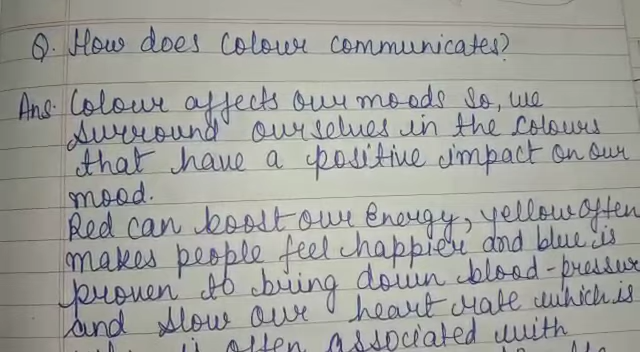 Q. How does colour communicates?
Ans. Colour affects our moods so, we
surround ourselves in the colours
that have a positive impact on our
mood.
Red can boost our energy, yellow often
makes people feel happier and blue is
proven to bring down blood-pressure
and slow our heart rate which is
often associated with